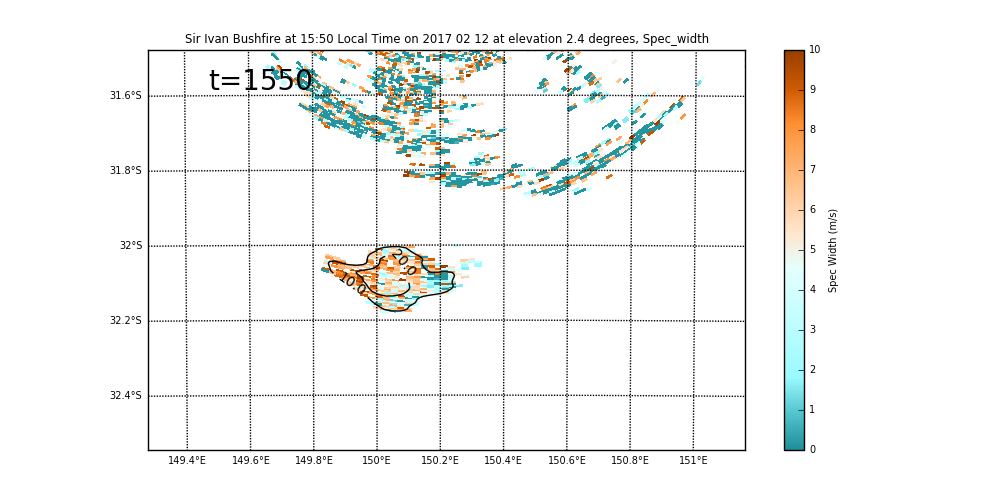 Sir Ivan Bushfire at 15:50 Local Time on 2017 02 12 at elevation 2.4 degrees, Spec_width
t=1550
31.6°S
31.8°S
32°S
32.2°S
32.4°S
10.0
149.4°E 149.6°E 149.8°E 150°E 150.2°E 150.4°E 150.6°E 150.8°E 151°E
10
9
8
7
6
5
4
3
2
1
0
Spec Width (m/s)